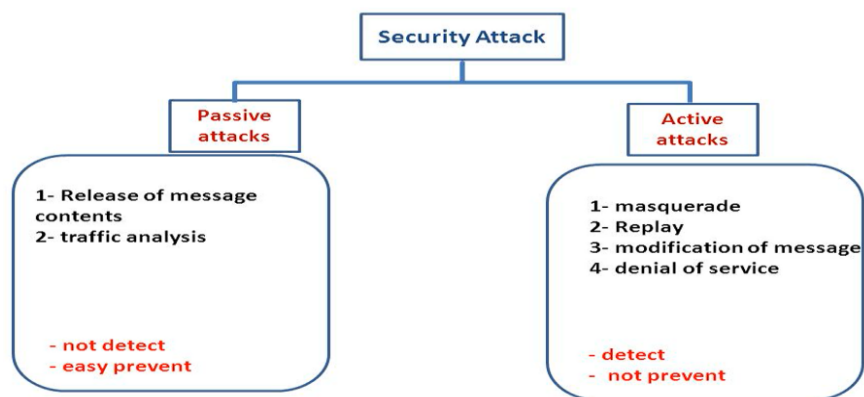 Security Attack
Passive
attacks
1- Release of message
contents
2- traffic analysis
- not detect
- easy prevent
Active
attacks
1- masquerade
2- Replay
3- modification of message
4- denial of service
- detect
- not prevent